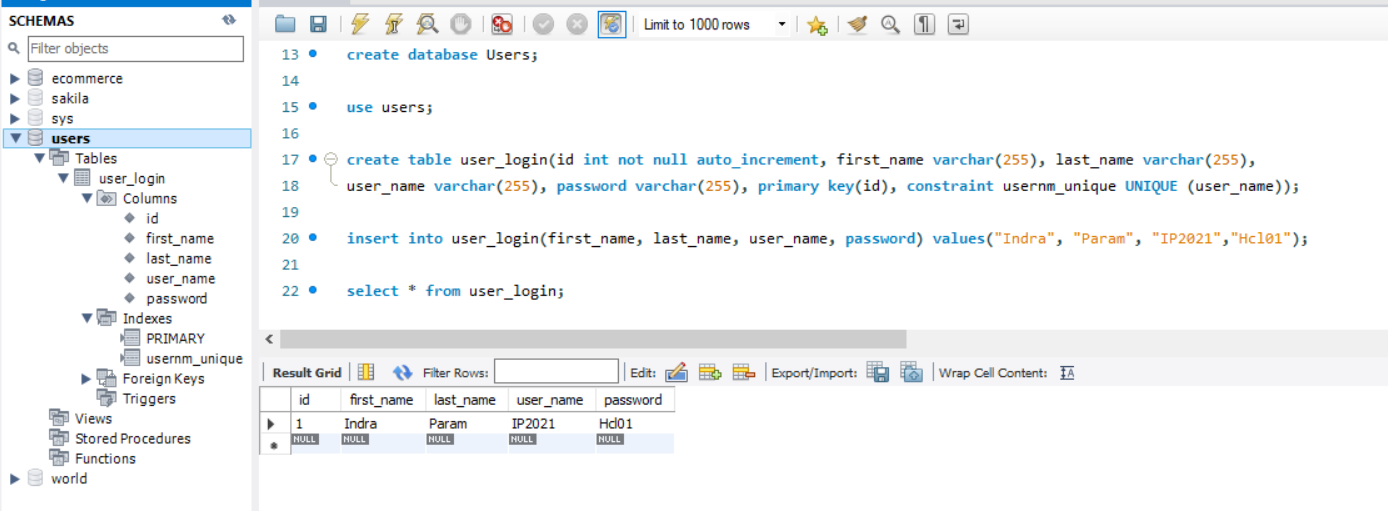 SCHEMAS
Filter objects
ecommerce
sakila
sys
users
Tables
user_login
Columns
id
first_name
last_name
user_name
password
Indexes
PRIMARY
usernm_unique
Foreign Keys
Triggers
Views
Stored Procedures
Functions
world
Limit to 1000 rows
13 create database Users;
14
15 use users;
16
17 create table user_login(id int not null auto_increment, first_name varchar(255), last_name varchar(255),
18 user_name varchar(255), password varchar(255), primary key(id), constraint usernm_unique UNIQUE (user_name));
19
20 insert into user_login(first_name, last_name, user_name, password) values("Indra", "Param", "IP2021","Hcl01");
21
22 select * from user_login;
Result Grid Filter Rows: Edit: Export/Import: Wrap Cell Content: IA
id first_name last_name user_name password
1 Indra Param IP2021 Hcl01
NULL NULL NULL NULL NULL